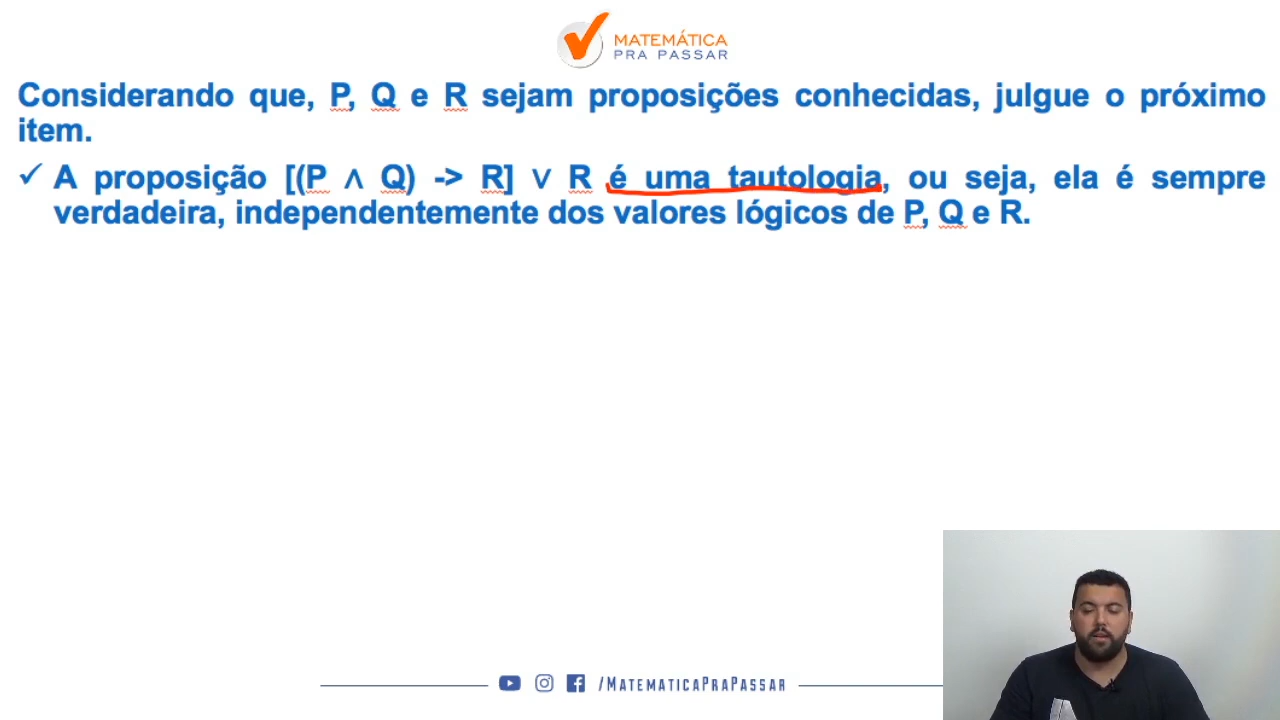 MATEMÁTICA
PRA PASSAR
Considerando que, P, Q e R sejam proposições conhecidas, julgue o próximo
item.
✓ A proposição [(P ∧ Q) -> R] ∨ R é uma tautologia, ou seja, ela é sempre
verdadeira, independentemente dos valores lógicos de P, Q e R.
/MATEMATICAPRAPASSAR